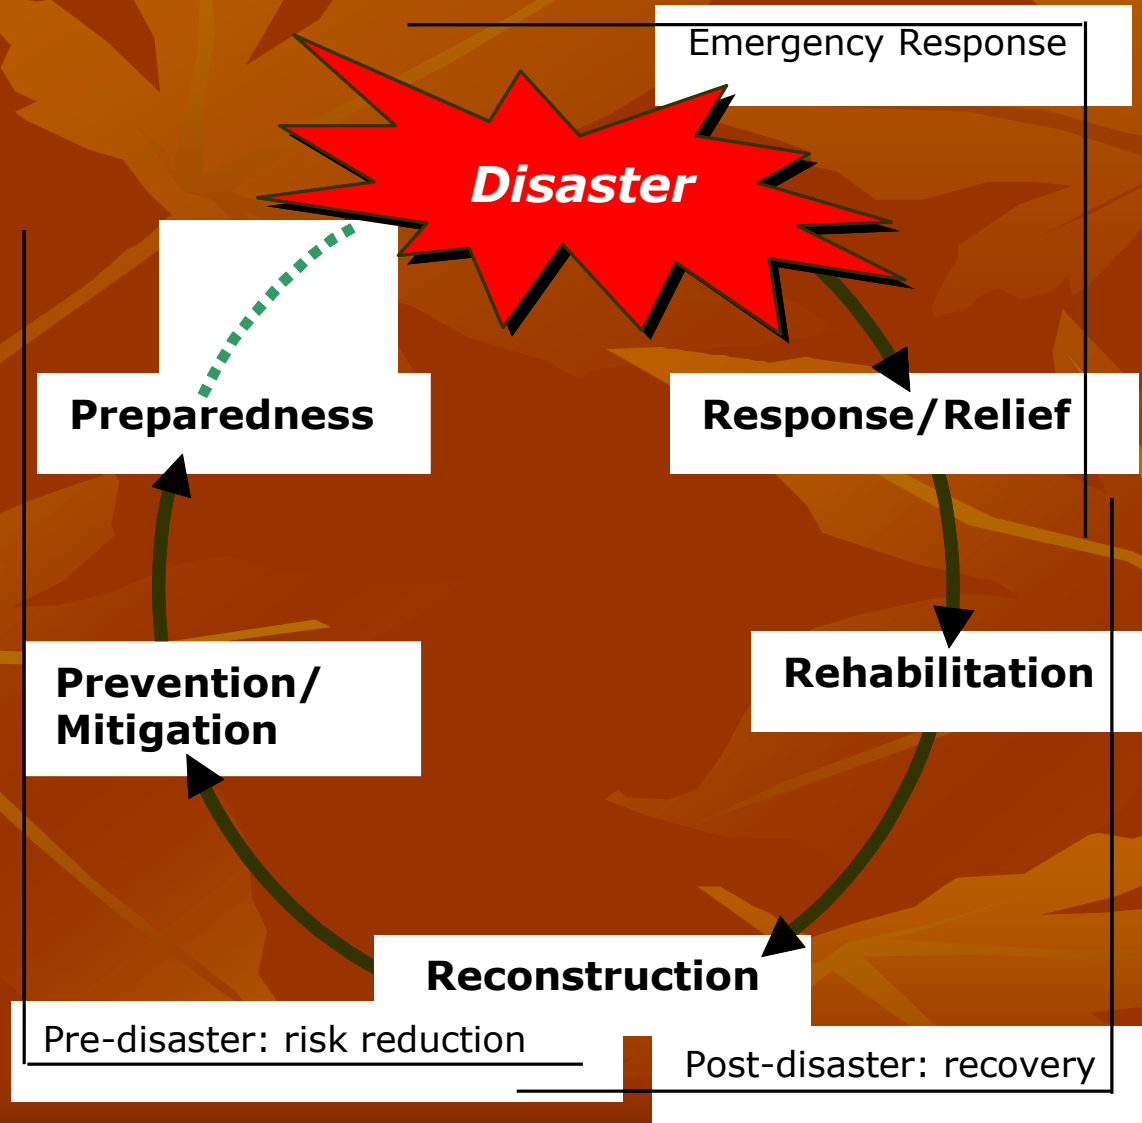 Emergency Response
Disaster
Preparedness
Response/Relief
Prevention/
Mitigation
Rehabilitation
Reconstruction
Pre-disaster: risk reduction
Post-disaster: recovery